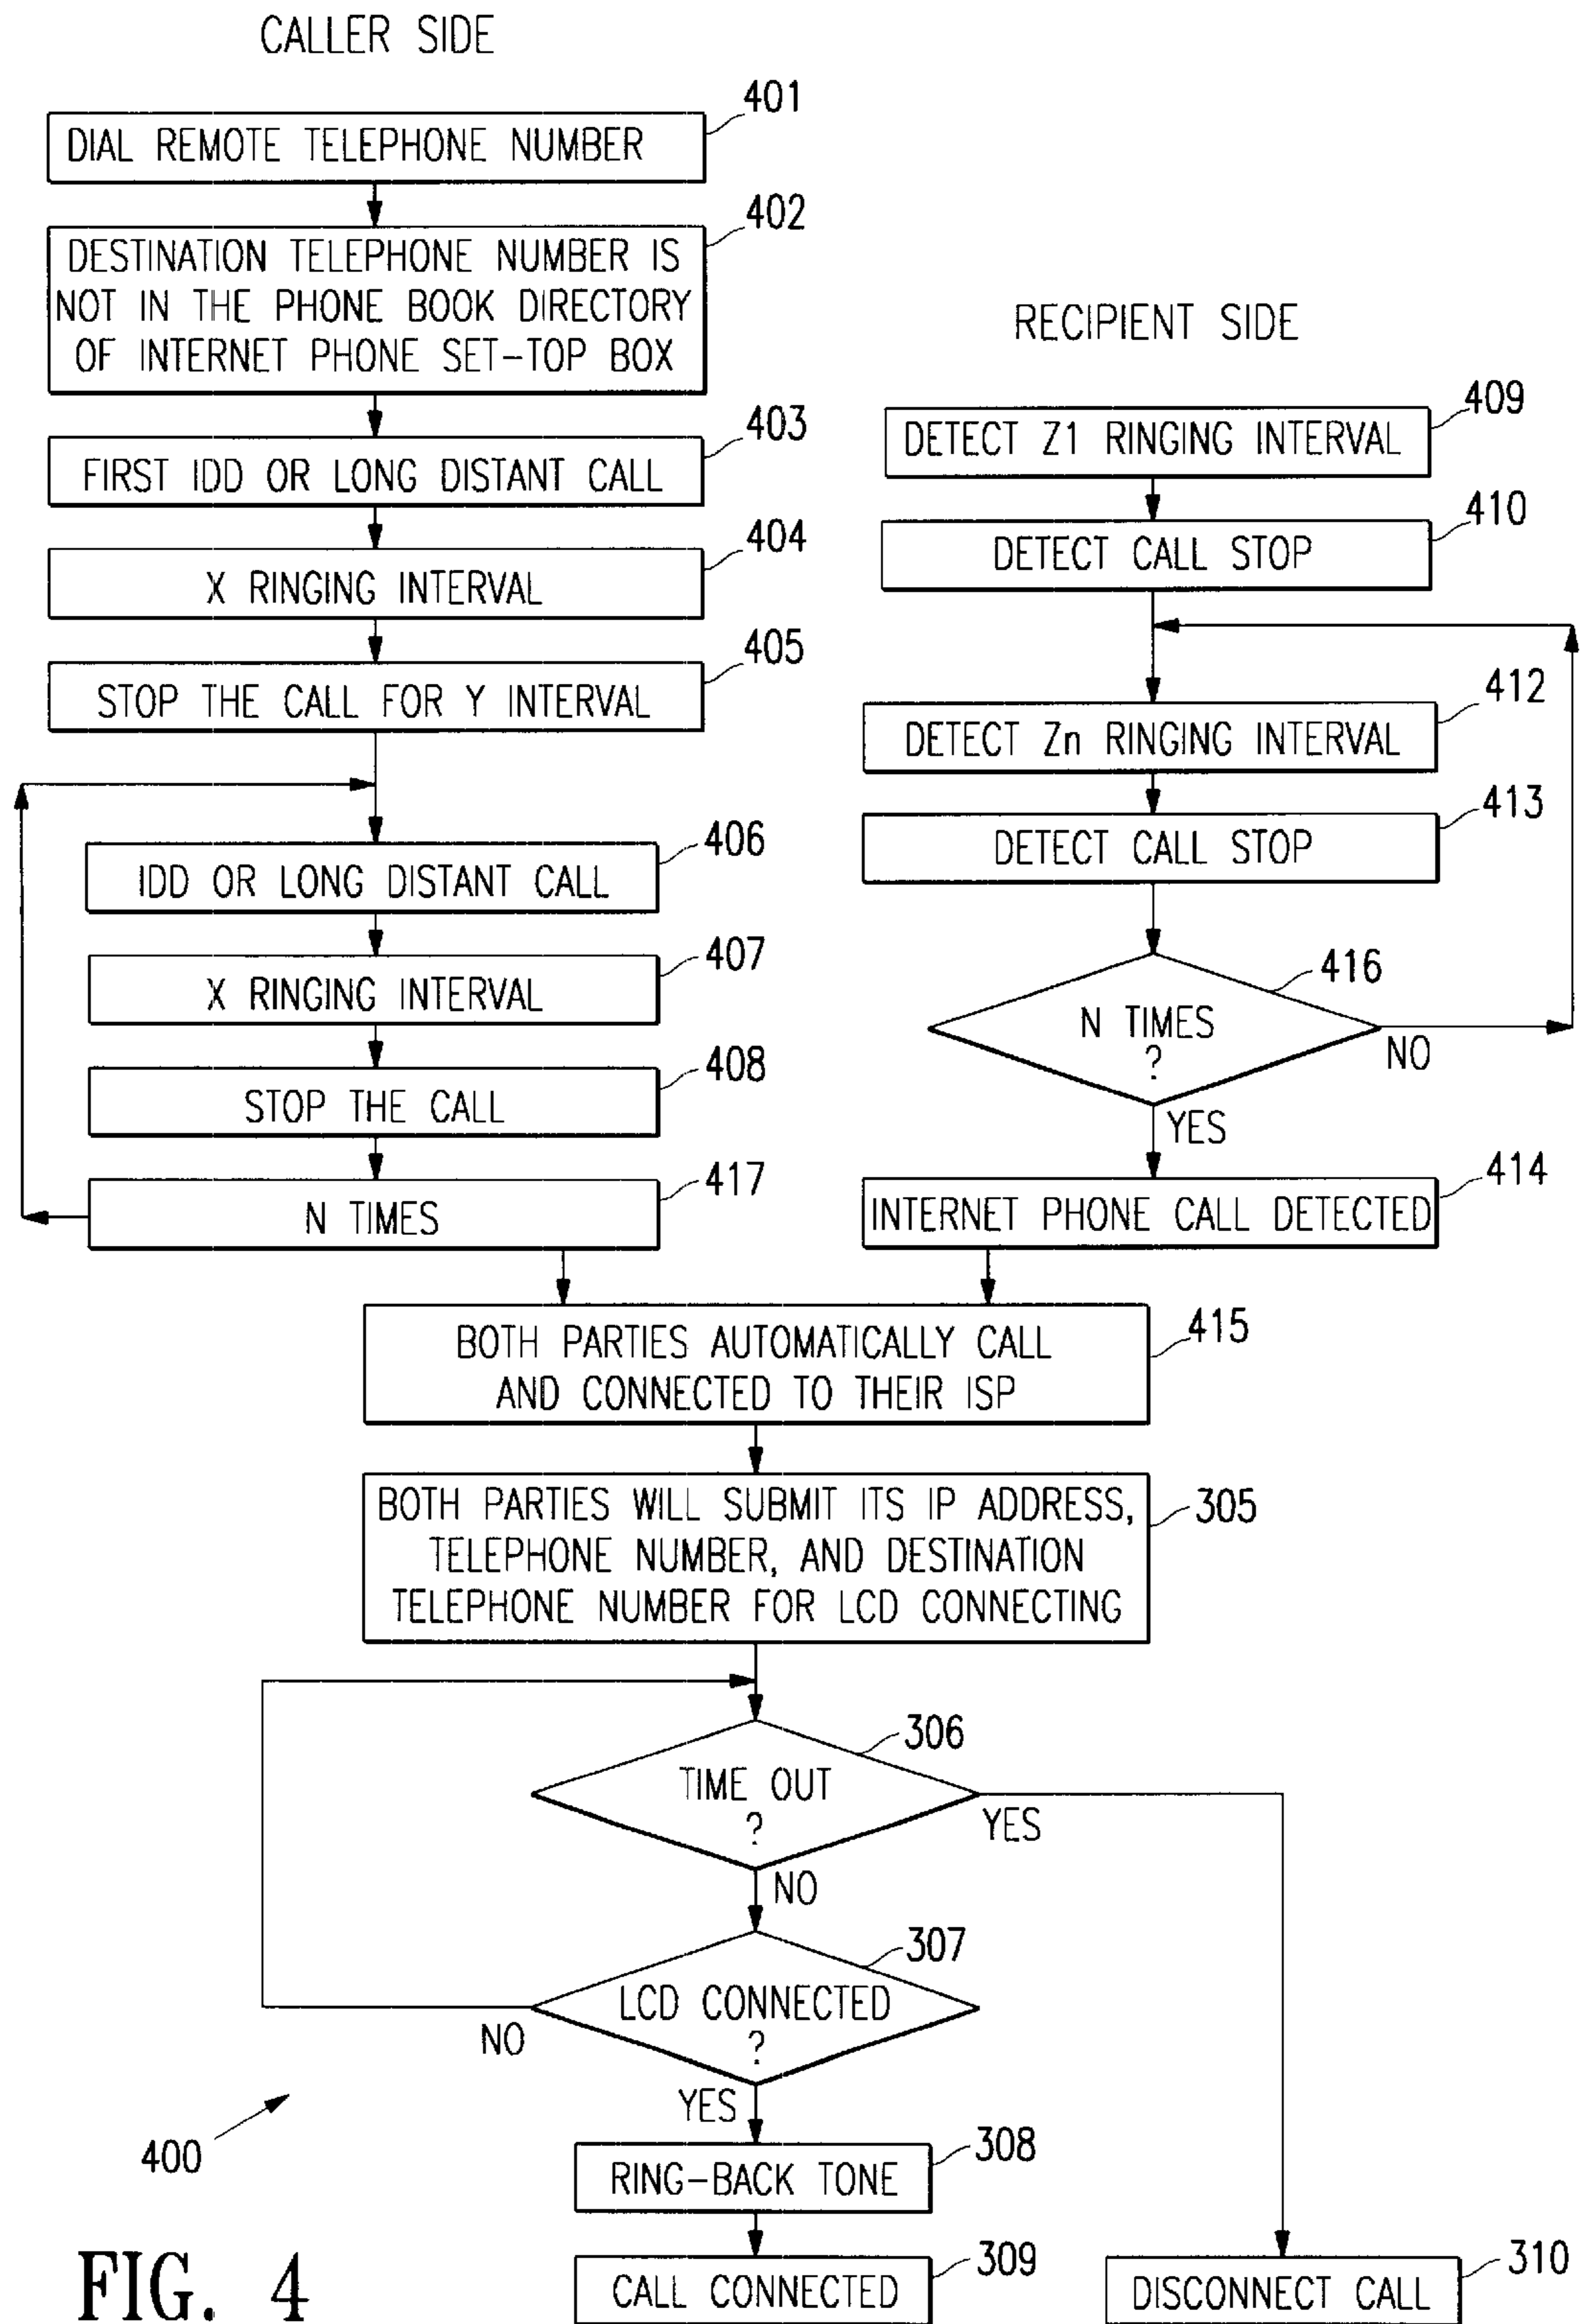 CALLER SIDE
401
DIAL REMOTE TELEPHONE NUMBER
402
DESTINATION TELEPHONE NUMBER IS
NOT IN THE PHONE BOOK DIRECTORY
OF INTERNET PHONE SET-TOP BOX
403
FIRST IDD OR LONG DISTANT CALL
404
X RINGING INTERVAL
405
STOP THE CALL FOR Y INTERVAL
406
IDD OR LONG DISTANT CALL
407
X RINGING INTERVAL
408
STOP THE CALL
417
N TIMES
RECIPIENT SIDE
409
DETECT Z1 RINGING INTERVAL
410
DETECT CALL STOP
412
DETECT Zn RINGING INTERVAL
413
DETECT CALL STOP
416
N TIMES
?
NO
YES
414
INTERNET PHONE CALL DETECTED
415
BOTH PARTIES AUTOMATICALLY CALL
AND CONNECTED TO THEIR ISP
305
BOTH PARTIES WILL SUBMIT ITS IP ADDRESS,
TELEPHONE NUMBER, AND DESTINATION
TELEPHONE NUMBER FOR LCD CONNECTING
306
TIME OUT
?
YES
NO
307
LCD CONNECTED
?
NO
YES
400
308
RING-BACK TONE
309
CALL CONNECTED
310
DISCONNECT CALL
FIG. 4